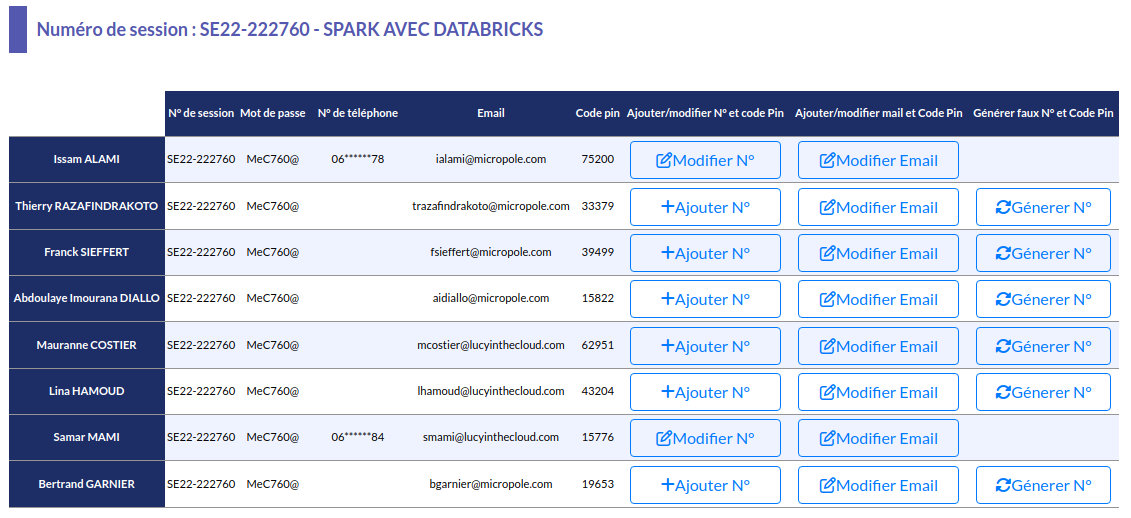 Numéro de session : SE22-222760 - SPARK AVEC DATABRICKS
N° de session Mot de passe N° de téléphone Email Code pin Ajouter/modifier N° et code Pin Ajouter/modifier mail et Code Pin Générer faux N° et Code Pin
Issam ALAMI SE22-222760 MeC760@ 06******78 ialami@micropole.com 75200 Modifier N° Modifier Email
Thierry RAZAFINDRAKOTO SE22-222760 MeC760@ trazafindrakoto@micropole.com 33379 +Ajouter N° Modifier Email Génerer N°
Franck SIEFFERT SE22-222760 MeC760@ fsieffert@micropole.com 39499 +Ajouter N° Modifier Email Génerer N°
Abdoulaye Imourana DIALLO SE22-222760 MeC760@ aidiallo@micropole.com 15822 +Ajouter N° Modifier Email Génerer N°
Mauranne COSTIER SE22-222760 MeC760@ mcostier@lucyinthecloud.com 62951 +Ajouter N° Modifier Email Génerer N°
Lina HAMOUD SE22-222760 MeC760@ lhamoud@lucyinthecloud.com 43204 +Ajouter N° Modifier Email Génerer N°
Samar MAMI SE22-222760 MeC760@ 06******84 smami@lucyinthecloud.com 15776 Modifier N° Modifier Email
Bertrand GARNIER SE22-222760 MeC760@ bgarnier@micropole.com 19653 +Ajouter N° Modifier Email Génerer N°